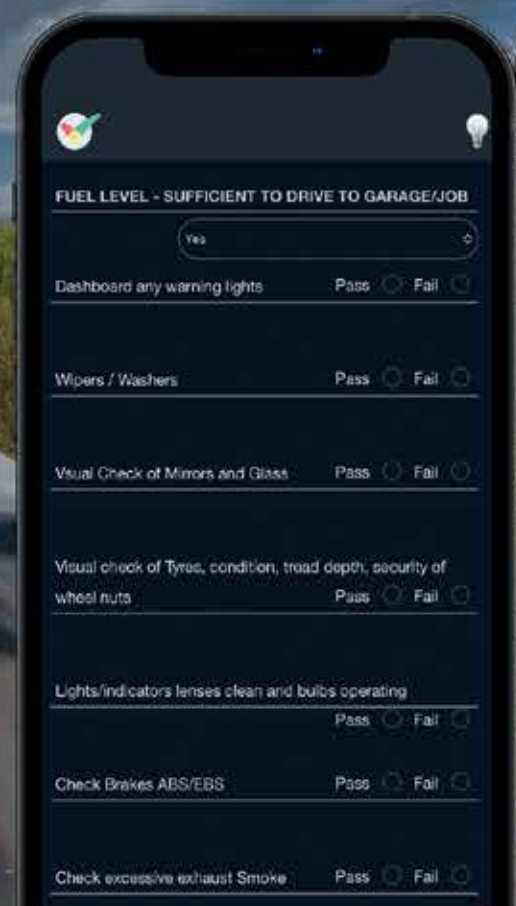 FUEL LEVEL - SUFFICIENT TO DRIVE TO GARAGE/JOB
Yes
Dashboard any warning lights Pass Fail
Wipers / Washers Pass Fail
Vsual Check of Mirrors and Glass Pass Fail
Visual check of Tyres, condition, tread depth, security of
wheel nuts Pass Fail
Lights/indicators lenses clean and bulbs operating
Pass Fail
Check Brakes ABS/EBS Pass Fail
Check excessive exhaust Smoke Pass Fail